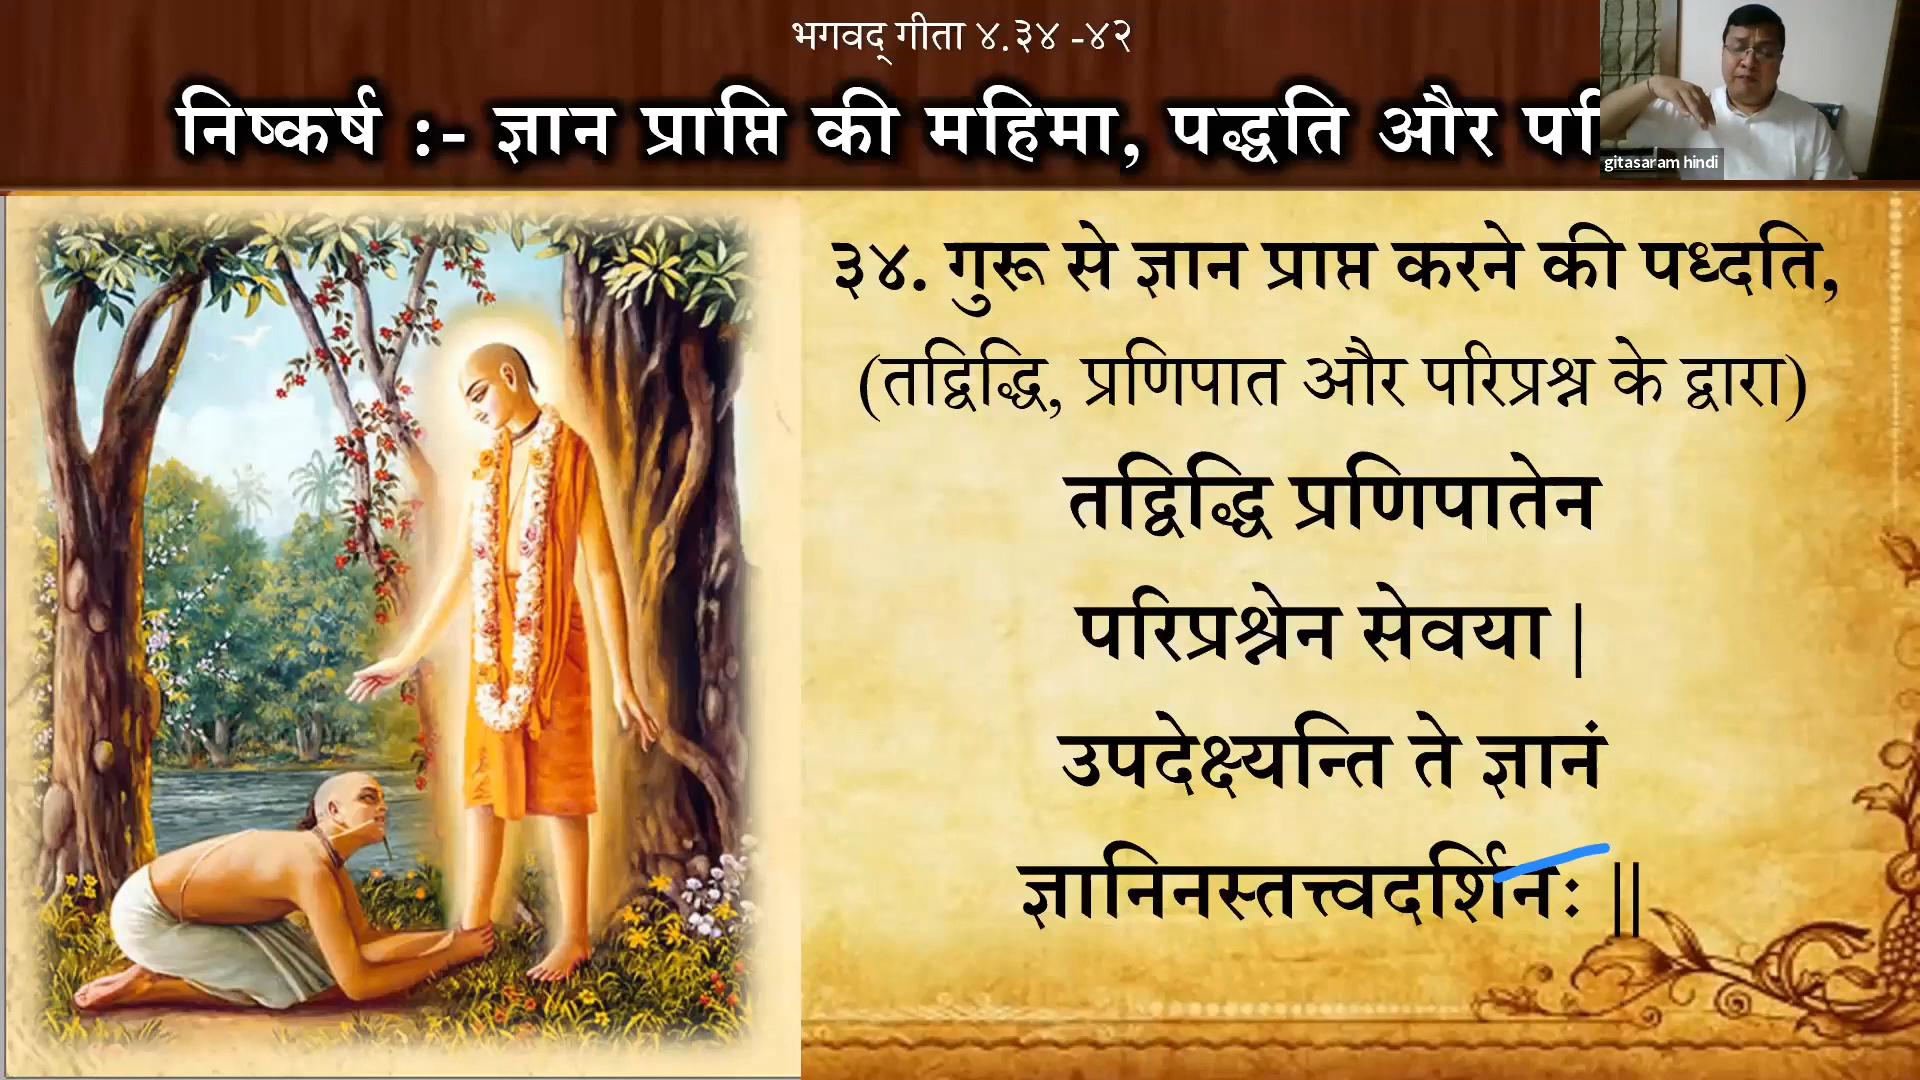 भगवद् गीता ४.३४ -४२
निष्कर्ष :- ज्ञान प्राप्ति की महिमा, पद्धति और
gitasaram hindi
३४. गुरू से ज्ञान प्राप्त करने की पध्दति,
(तद्विद्धि, प्रणिपात और परिप्रश्न के द्वारा)
तद्विद्धि प्रणिपातेन
परिप्रश्नेन सेवया |
उपदेक्ष्यन्ति ते ज्ञानं
ज्ञानिनस्तत्त्वदर्शिनः ||